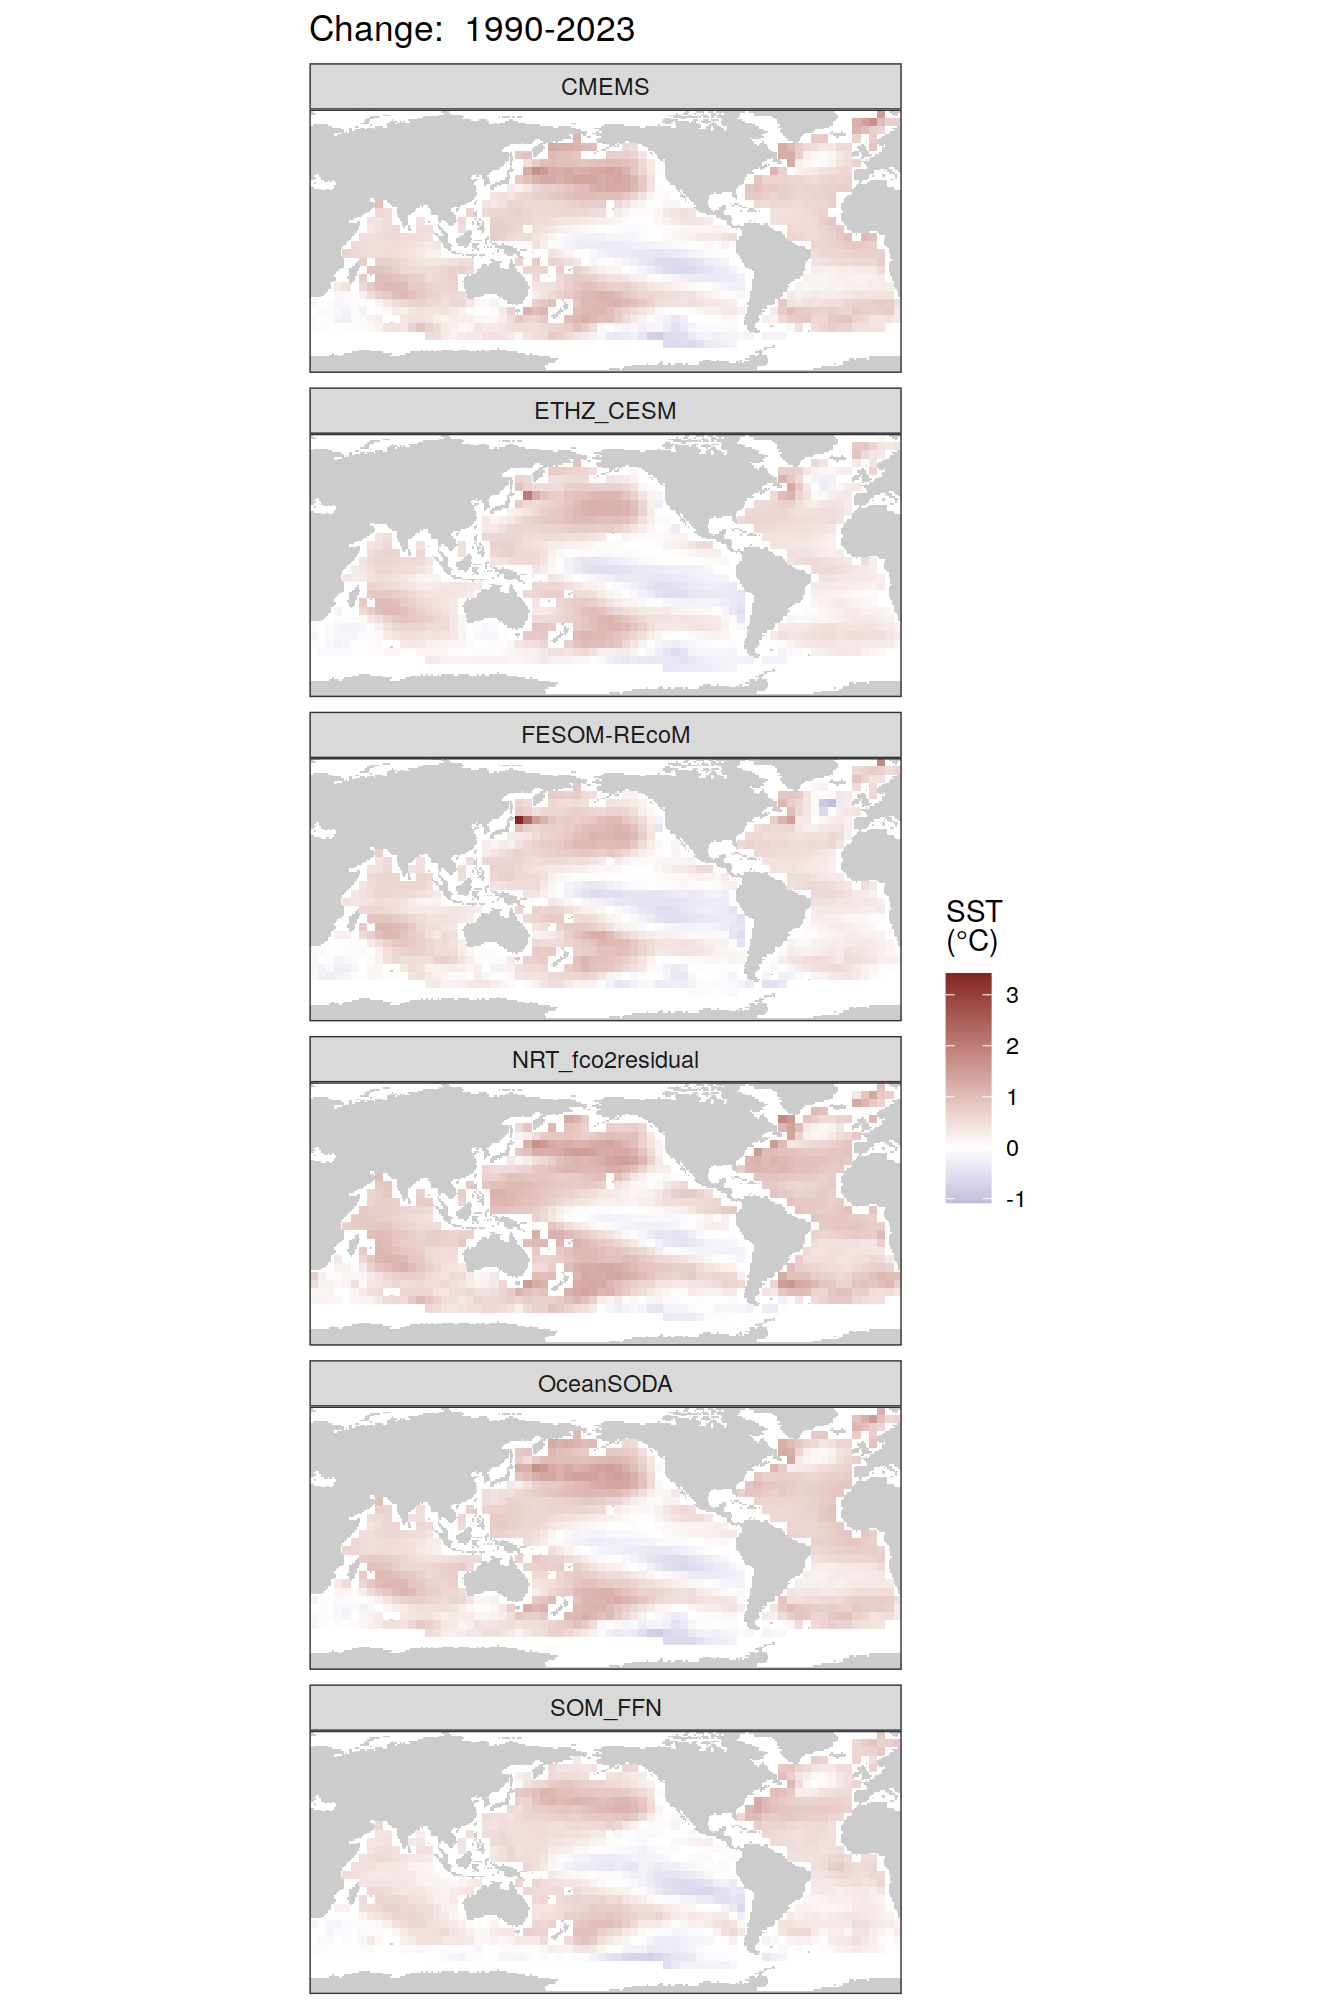 Change:  1990-2023
CMEMS
ETHZ_CESM
FESOM-REcoM
SST
(°C)
3
2
1
0
-1
NRT_fco2residual
OceanSODA
SOM_FFN